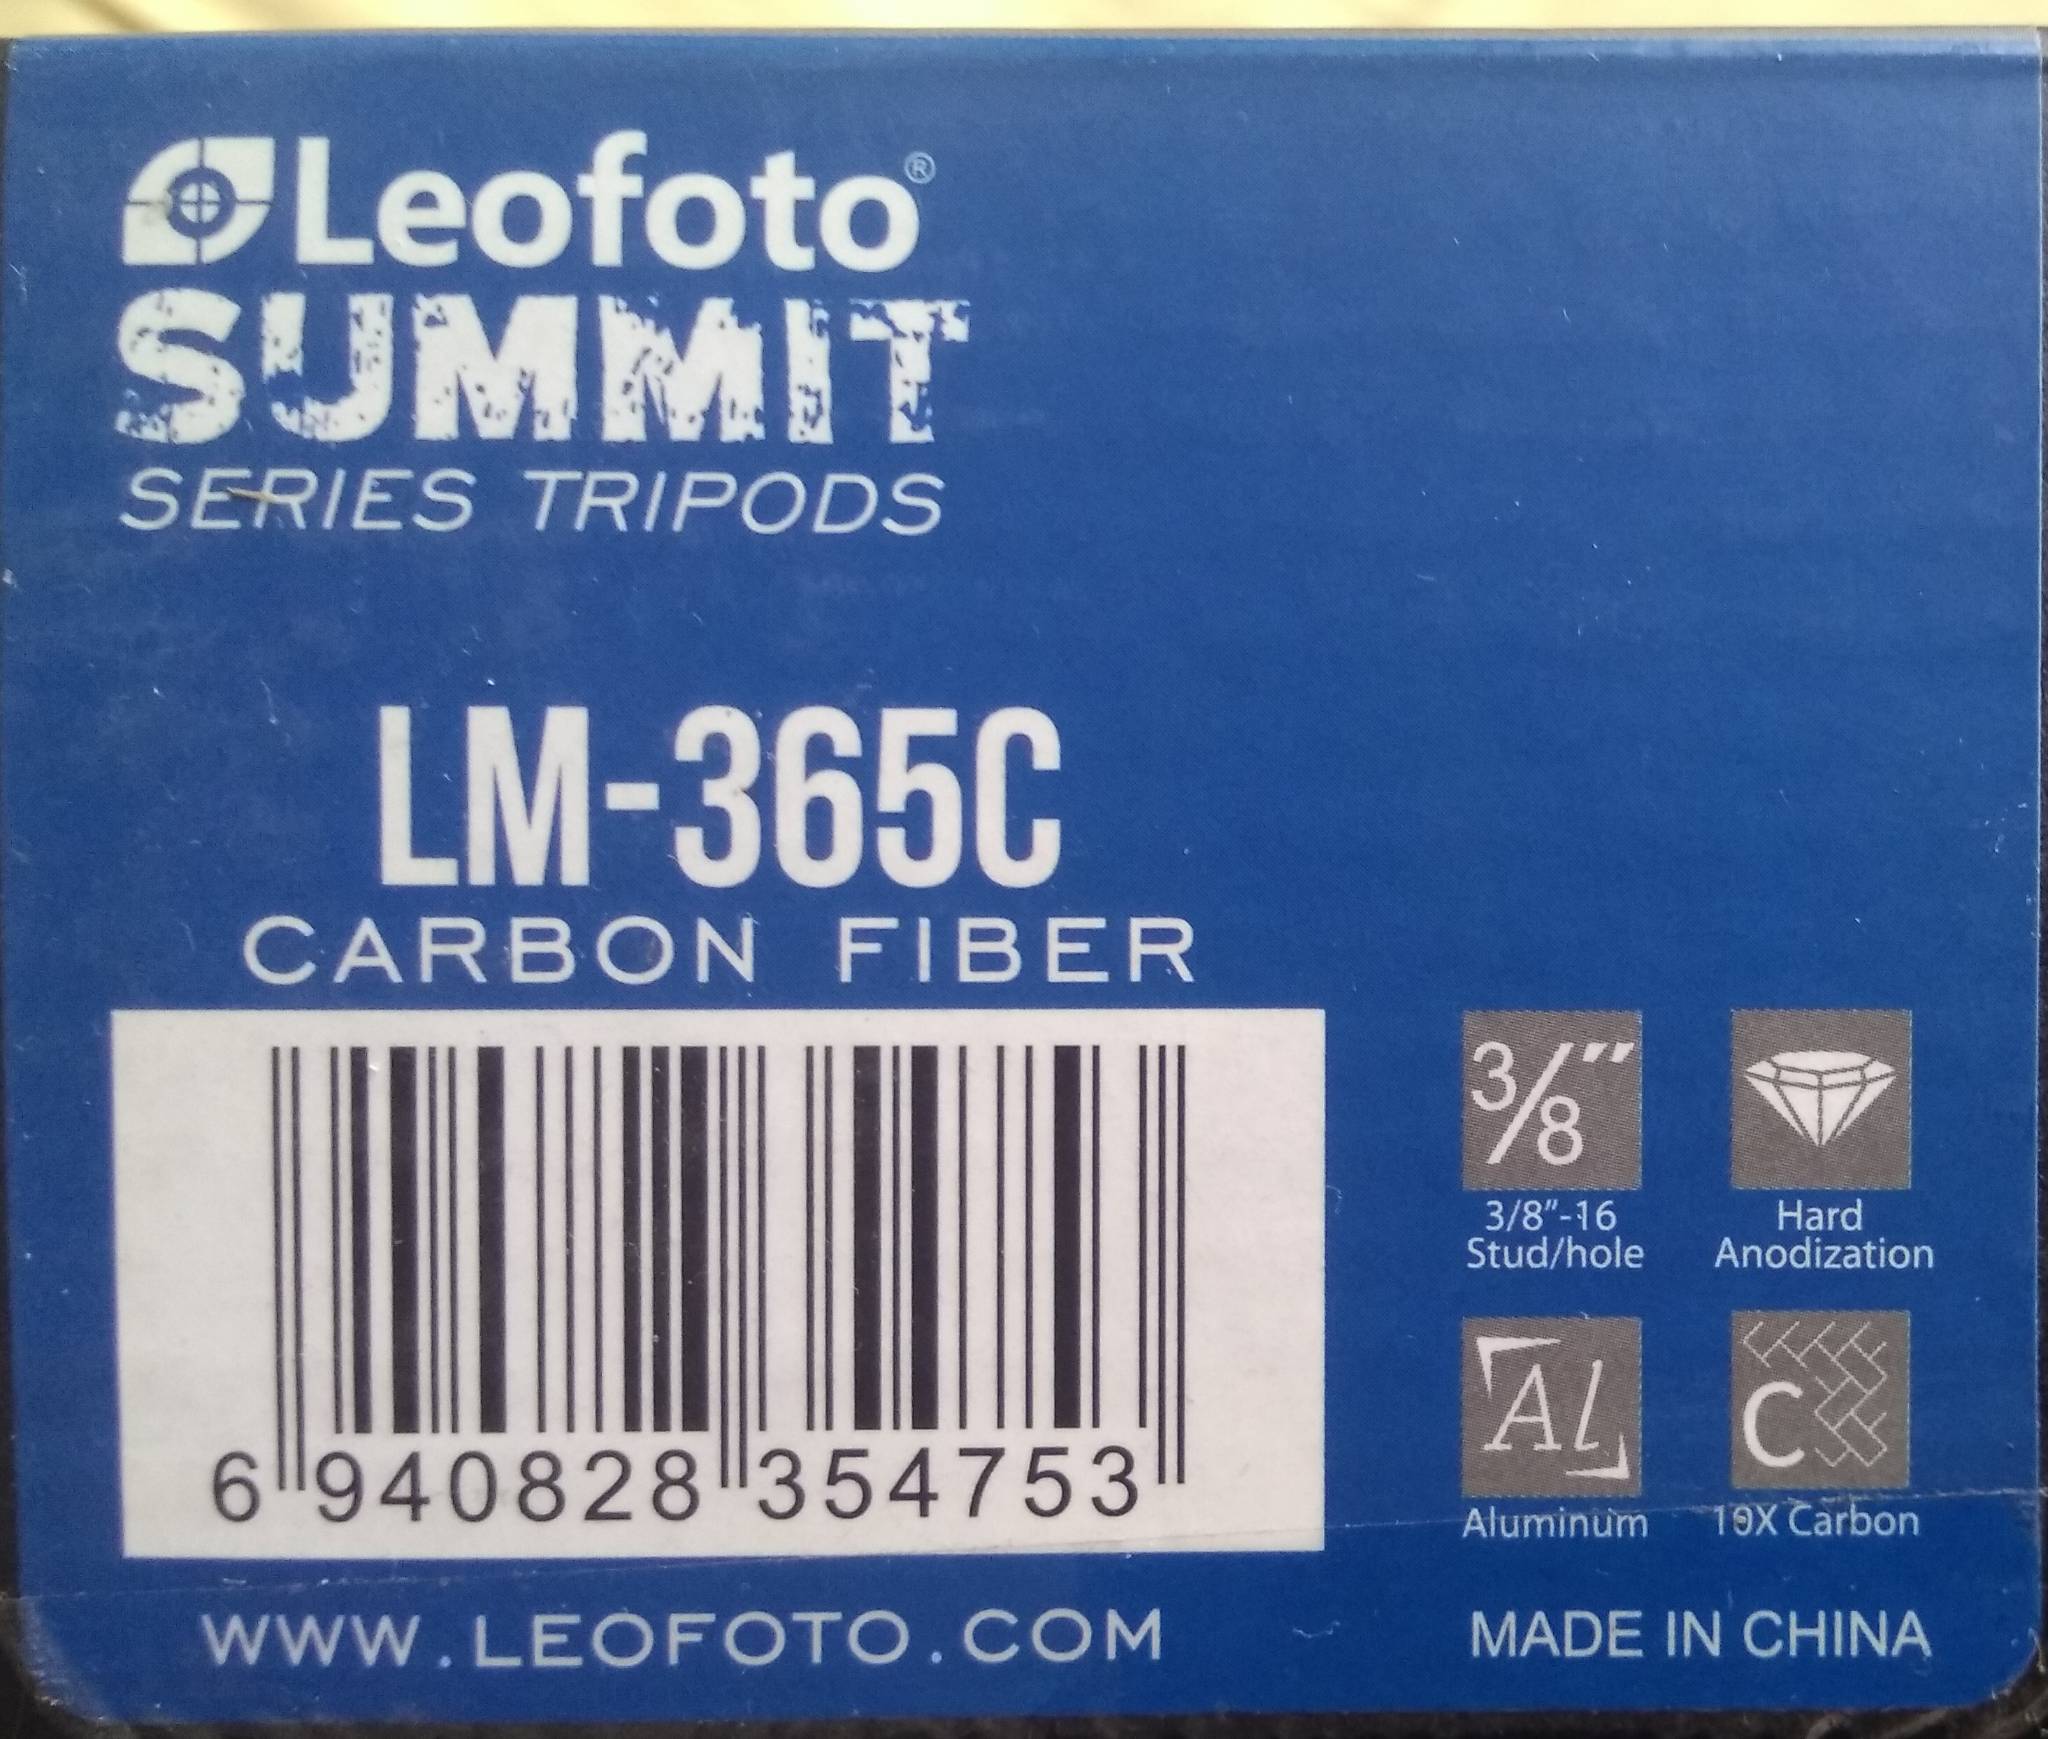 Leofoto®
SUMMIT
SERIES TRIPODS
LM-365C
CARBON FIBER
6 940828 354753
WWW.LEOFOTO.COM
3/8″
3/8″-16
Stud/hole
Hard
Anodization
Al
Aluminum
C
10X Carbon
MADE IN CHINA